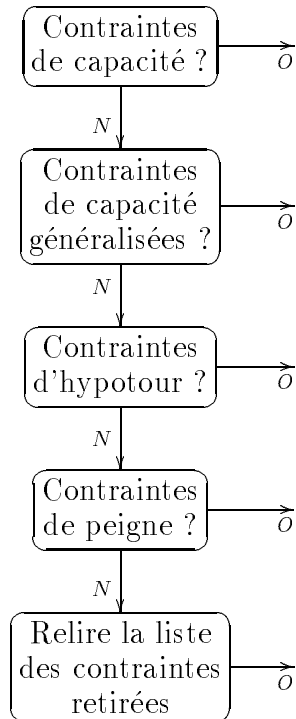 Contraintes
de capacité ?
O
N
Contraintes
de capacité
généralisées ?
O
N
Contraintes
d'hypotour ?
O
N
Contraintes
de peigne ?
O
N
Relire la liste
des contraintes
retirées
O